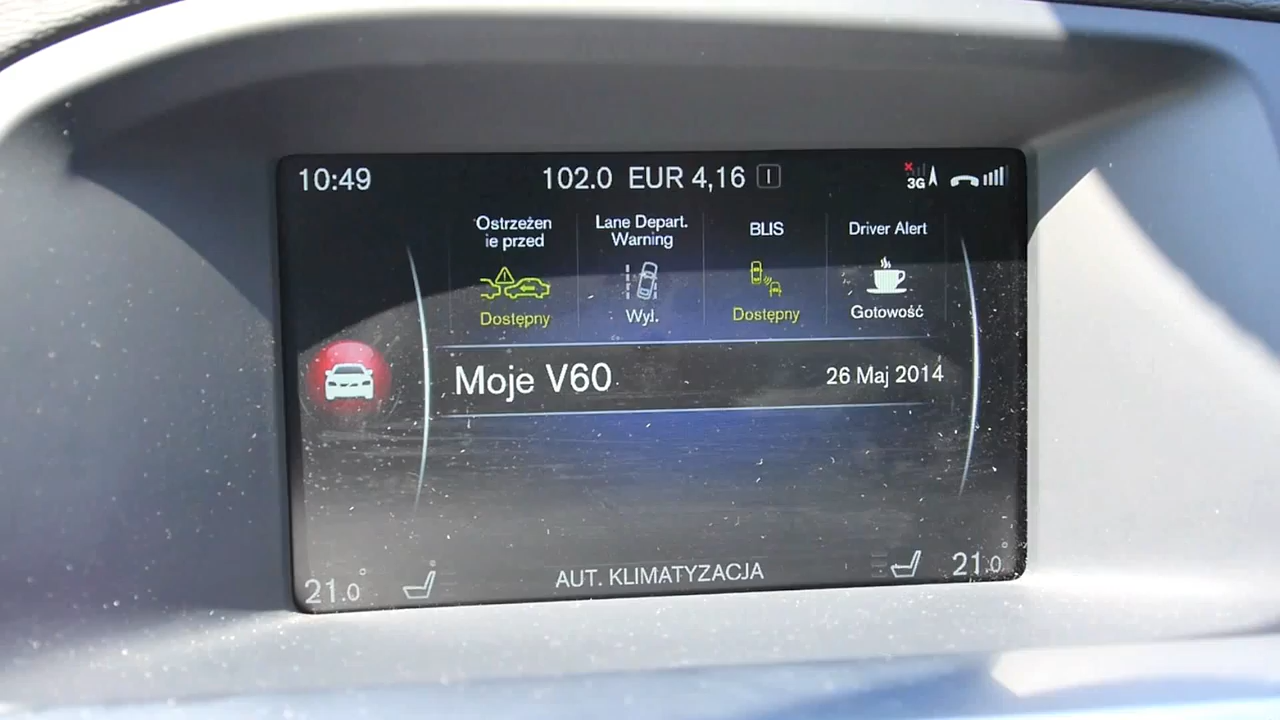 10:49 102.0 EUR 4,16 I 3G
Ostrzeżen
ie przed
Dostępny
Lane Depart.
Warning
Wył.
BLIS
Dostępny
Driver Alert
Gotowość
Moje V60 26 Maj 2014
21.0° AUT. KLIMATYZACJA 21.0°